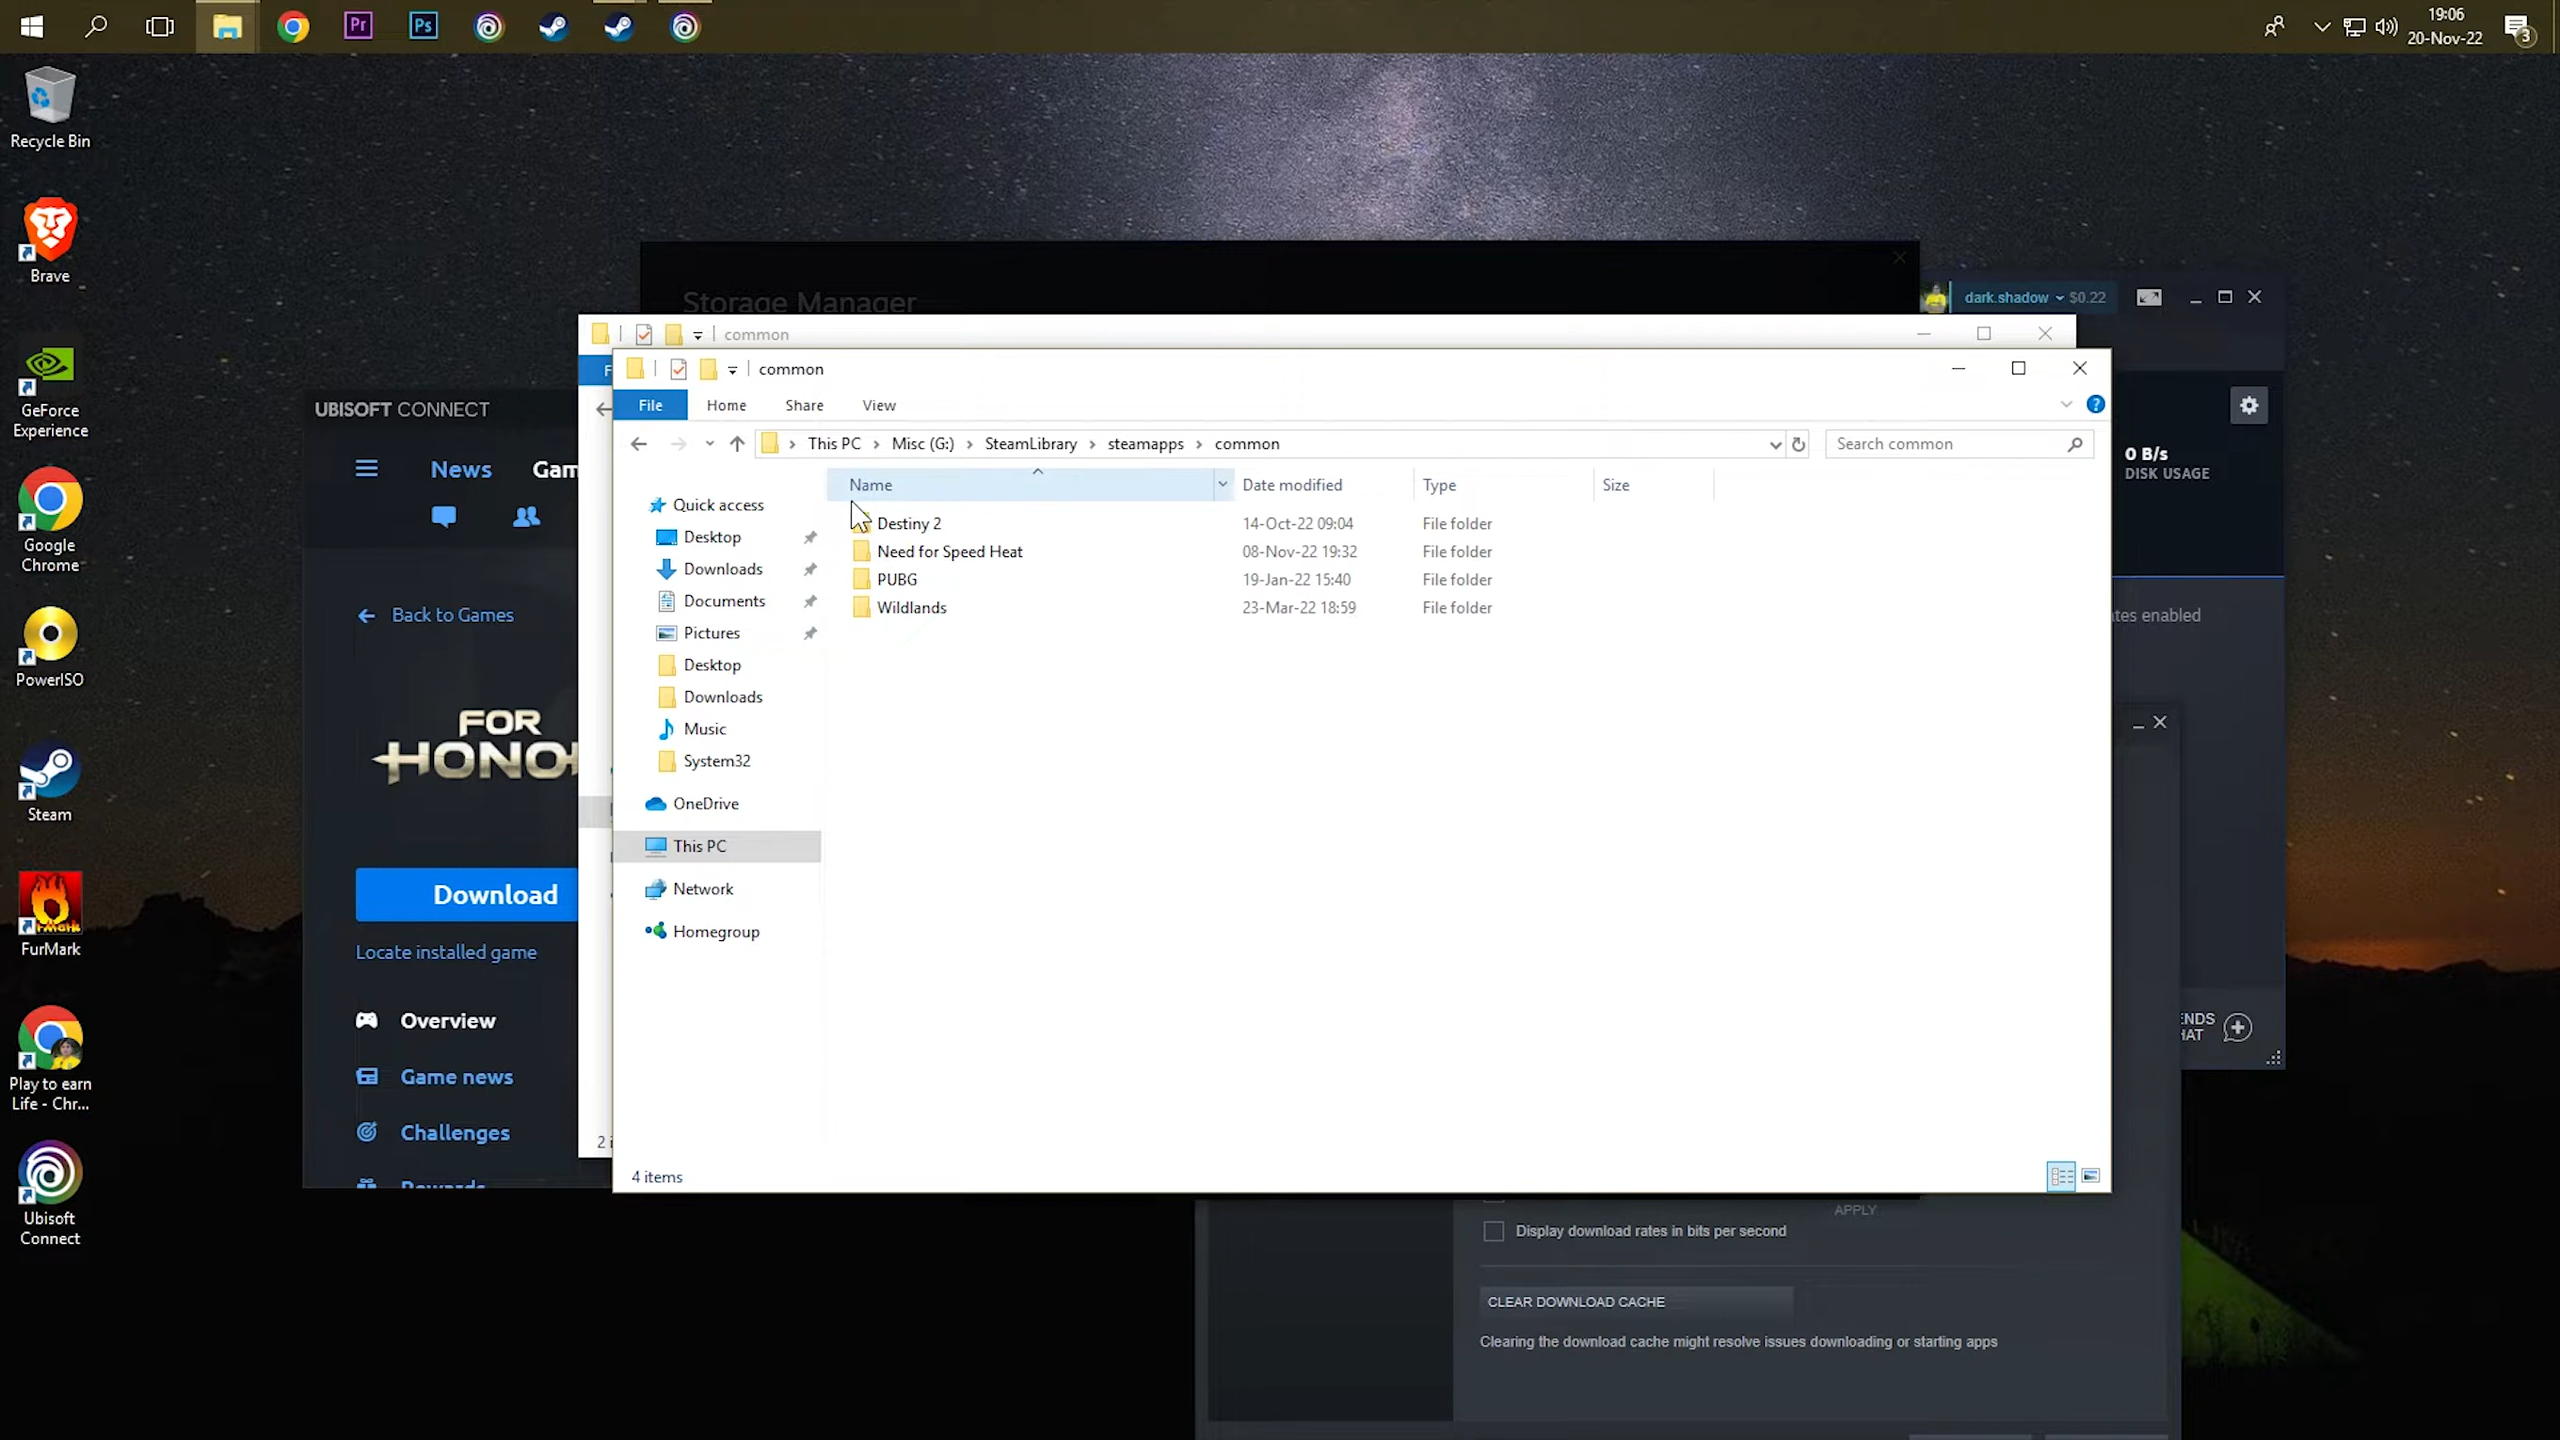 Pr
Ps
19:06
20-Nov-22
3
Recycle Bin
Brave
GeForce
Experience
Google
Chrome
PowerISO
Steam
FurMark
Play to earn
Life - Chr...
Ubisoft
Connect
Storage Manager
dark.shadow
$0.22
common
common
File
Home
Share
View
This PC
Misc (G:)
SteamLibrary
steamapps
common
Search common
Name
Date modified
Type
Size
Destiny 2
14-Oct-22 09:04
File folder
Need for Speed Heat
08-Nov-22 19:32
File folder
PUBG
19-Jan-22 15:40
File folder
Wildlands
23-Mar-22 18:59
File folder
Quick access
Desktop
Downloads
Documents
Pictures
Desktop
Downloads
Music
System32
OneDrive
This PC
Network
Homegroup
4 items
UBISOFT CONNECT
News
Gam
Back to Games
FOR
HONO
Download
Locate installed game
Overview
Game news
Challenges
0 B/s
DISK USAGE
tes enabled
ENDS
HAT
APPLY
Display download rates in bits per second
CLEAR DOWNLOAD CACHE
Clearing the download cache might resolve issues downloading or starting apps